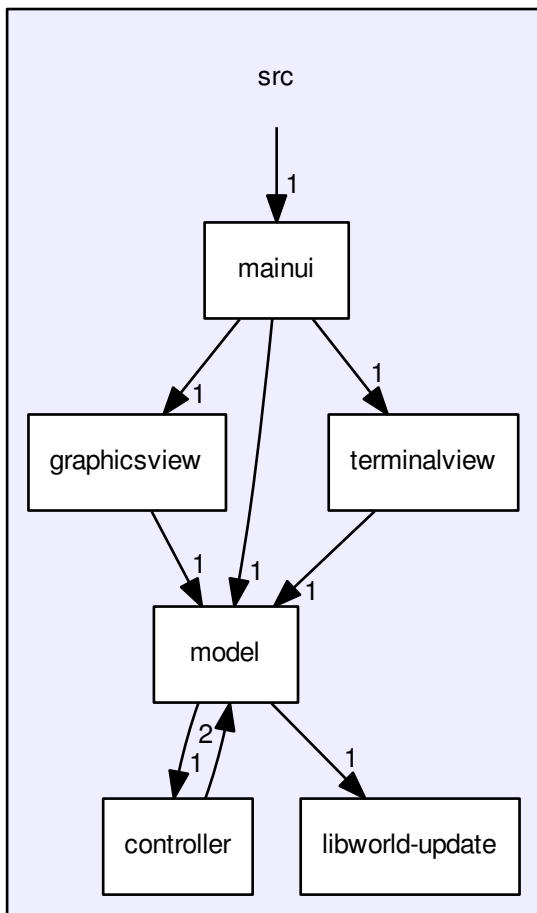 src
1
mainui
1
1
graphicsview
terminalview
1
1
1
model
2
1
1
controller
libworld-update